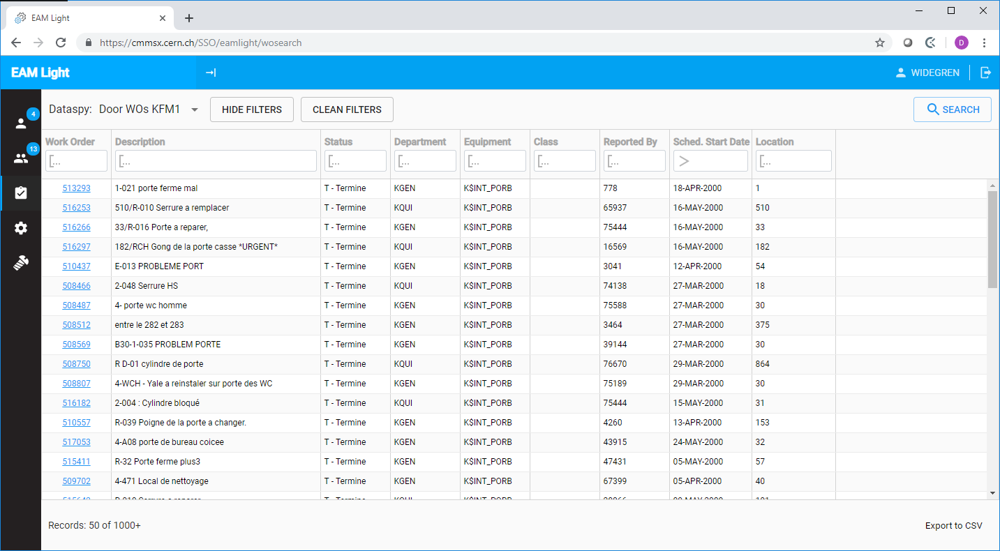 EAM Light
https://cmmsx.cern.ch/SSO/eamlight/wosearch
D
EAM Light
WIDEGREN
4
13
Dataspy: Door WOs KFM1 HIDE FILTERS CLEAN FILTERS SEARCH
Work Order Description Status Department Equipment Class Reported By Sched. Start Date Location
[... [... [... [... [... [... [... > [...
513293 1-021 porte ferme mal T - Termine KGEN K$INT_PORB 778 18-APR-2000 1
516253 510/R-010 Serrure a remplacer T - Termine KQUI K$INT_PORB 65937 16-MAY-2000 510
516266 33/R-016 Porte a reparer, T - Termine KGEN K$INT_PORB 75444 16-MAY-2000 33
516297 182/RCH Gong de la porte casse *URGENT* T - Termine KQUI K$INT_PORB 16569 16-MAY-2000 182
510437 E-013 PROBLEME PORT T - Termine KGEN K$INT_PORB 3041 12-APR-2000 54
508466 2-048 Serrure HS T - Termine KQUI K$INT_PORB 74138 27-MAR-2000 18
508487 4- porte wc homme T - Termine KGEN K$INT_PORB 75588 27-MAR-2000 30
508512 entre le 282 et 283 T - Termine KGEN K$INT_PORB 3464 27-MAR-2000 375
508569 B30-1-035 PROBLEM PORTE T - Termine KGEN K$INT_PORB 39144 27-MAR-2000 30
508750 R D-01 cylindre de porte T - Termine KQUI K$INT_PORB 76670 29-MAR-2000 864
508807 4-WCH - Yale a reinstaler sur porte des WC T - Termine KGEN K$INT_PORB 75189 29-MAR-2000 30
516182 2-004 : Cylindre bloqué T - Termine KQUI K$INT_PORB 75444 15-MAY-2000 31
510557 R-039 Poigne de la porte a changer. T - Termine KGEN K$INT_PORB 4260 13-APR-2000 153
517053 4-A08 porte de bureau coicee T - Termine KGEN K$INT_PORB 43915 24-MAY-2000 32
515411 R-32 Porte ferme plus3 T - Termine KGEN K$INT_PORB 47431 05-MAY-2000 57
509702 4-471 Local de nettoyage T - Termine KGEN K$INT_PORB 67399 05-APR-2000 40
T - Termine KQUI K$INT_PORB
Records: 50 of 1000+ Export to CSV